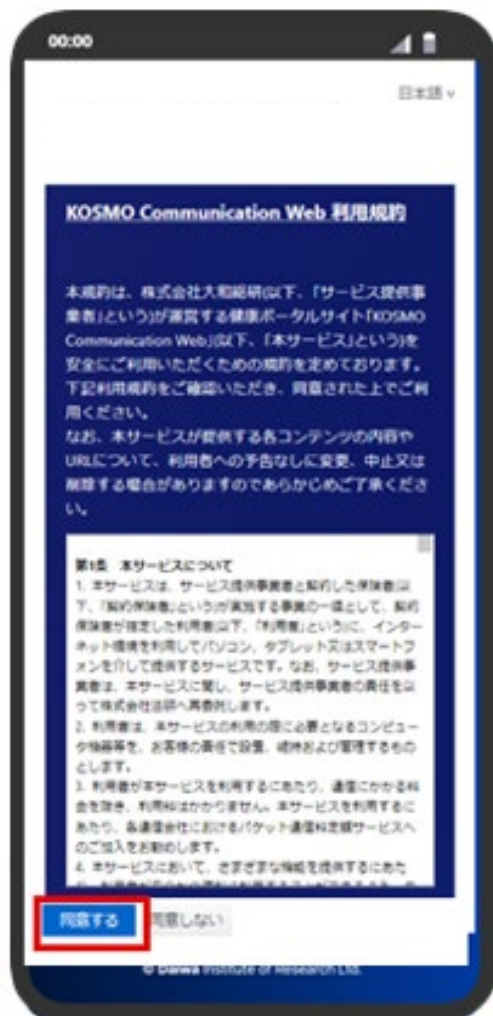 00:00
日本語
KOSMO Communication Web 利用規約
本規約は、株式会社大和総研(以下、「サービス提供事
業者」という)が運営する健康ポータルサイト「KOSMO
Communication Web」(以下、「本サービス」という)を
安全にご利用いただくための規約を定めております。
下記利用規約をご確認いただき、同意された上でご利
用ください。
なお、本サービスが提供する各コンテンツの内容や
URLについて、利用者への予告なしに変更、中止又は
削除する場合がありますのであらかじめご了承くださ
い。
第1条 本サービスについて
1. 本サービスは、サービス提供事業者と契約した保険者(以
下、「契約保険者」という)が実施する事業の一環として、契約
保険者が指定した利用者(以下、「利用者」という)に、インター
ネット環境を利用してパソコン、タブレット又はスマートフ
ォンを介して提供するサービスです。なお、サービス提供事
業者は、本サービスに関し、サービス提供事業者の責任を以
って株式会社法研へ再委託します。
2. 利用者は、本サービスの利用の際に必要となるコンピュー
タ機器等を、お客様の責任で設置、維持および管理するもの
とします。
3. 利用者が本サービスを利用するにあたり、通信にかかる料
金を除き、利用料はかかりません。本サービスを利用するに
あたり、各通信会社におけるパケット通信料定額サービスへ
のご加入をお勧めします。
4. 本サービスにおいて、さまざまな機能を提供するにあた
同意する 同意しない
© Daiwa Institute of Research Ltd.